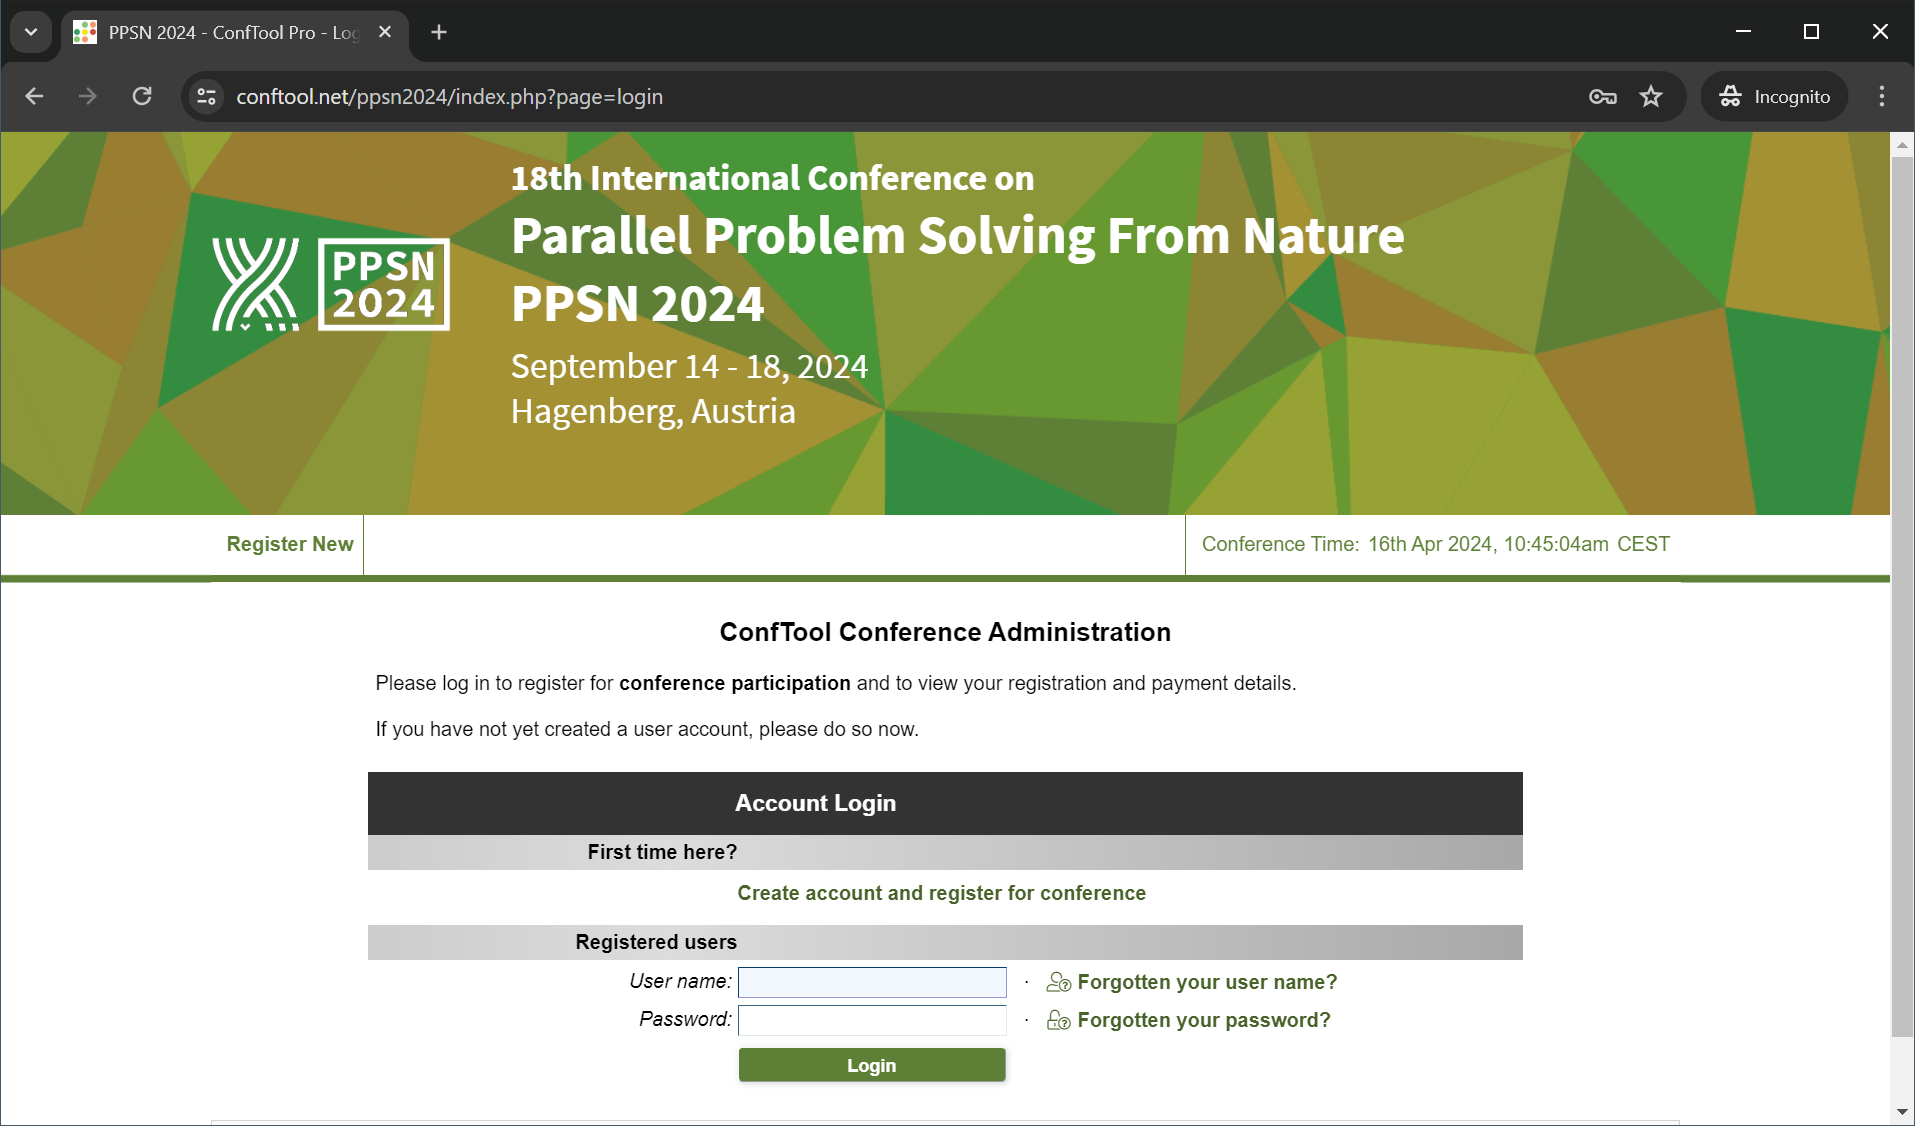 PPSN 2024 - ConfTool Pro - Log
conftool.net/ppsn2024/index.php?page=login
Incognito
18th International Conference on
Parallel Problem Solving From Nature
PPSN 2024
PPSN
2024
September 14 - 18, 2024
Hagenberg, Austria
Register New
Conference Time: 16th Apr 2024, 10:45:04am CEST
ConfTool Conference Administration
Please log in to register for conference participation and to view your registration and payment details.
If you have not yet created a user account, please do so now.
Account Login
First time here?
Create account and register for conference
Registered users
User name: · Forgotten your user name?
Password: · Forgotten your password?
Login